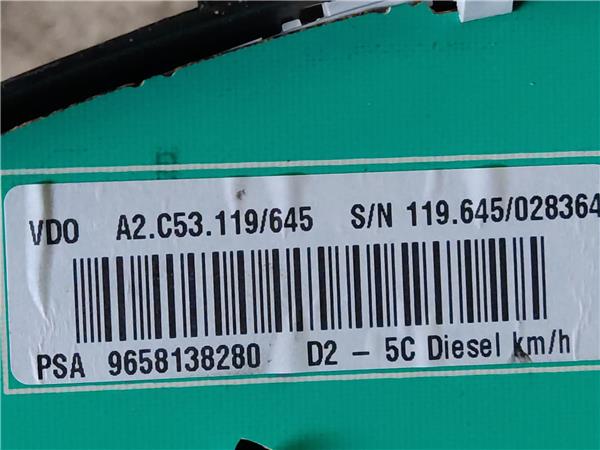 VDO A2.C53.119/645 S/N 119.645/028364
PSA 9658138280 D2 - 5C Diesel km/h